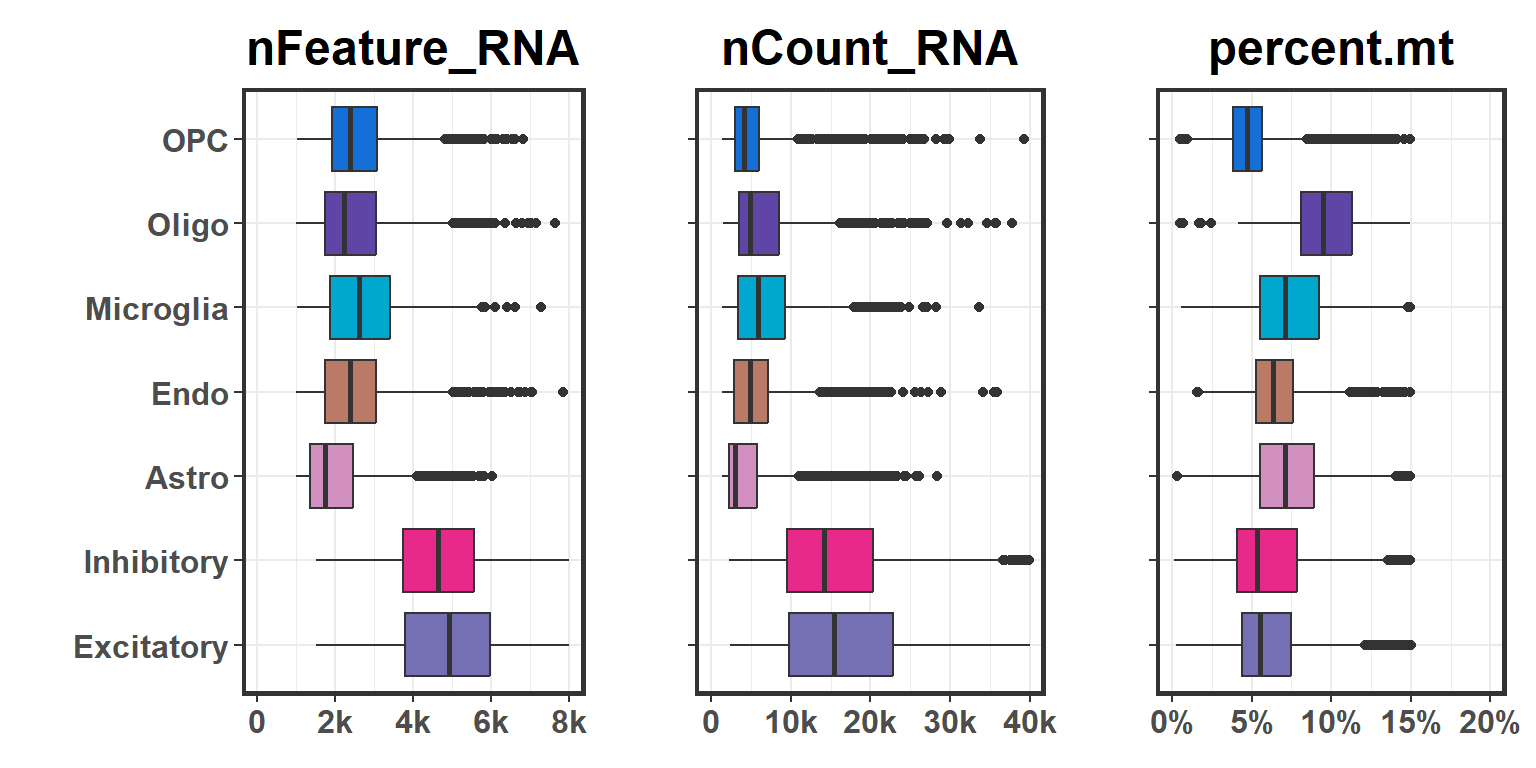 nFeature_RNA nCount_RNA percent.mt
OPC
Oligo
Microglia
Endo
Astro
Inhibitory
Excitatory
0 2k 4k 6k 8k 0 10k 20k 30k 40k 0% 5% 10% 15% 20%